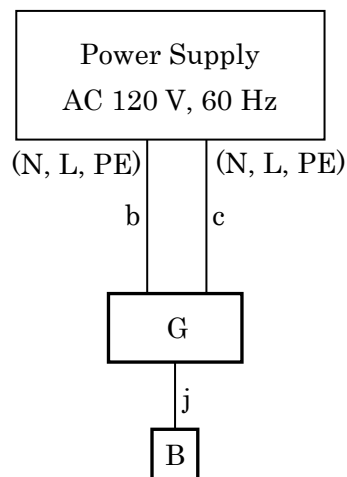 Power Supply
AC 120 V, 60 Hz
(N, L, PE) (N, L, PE)
b c
G
j
B